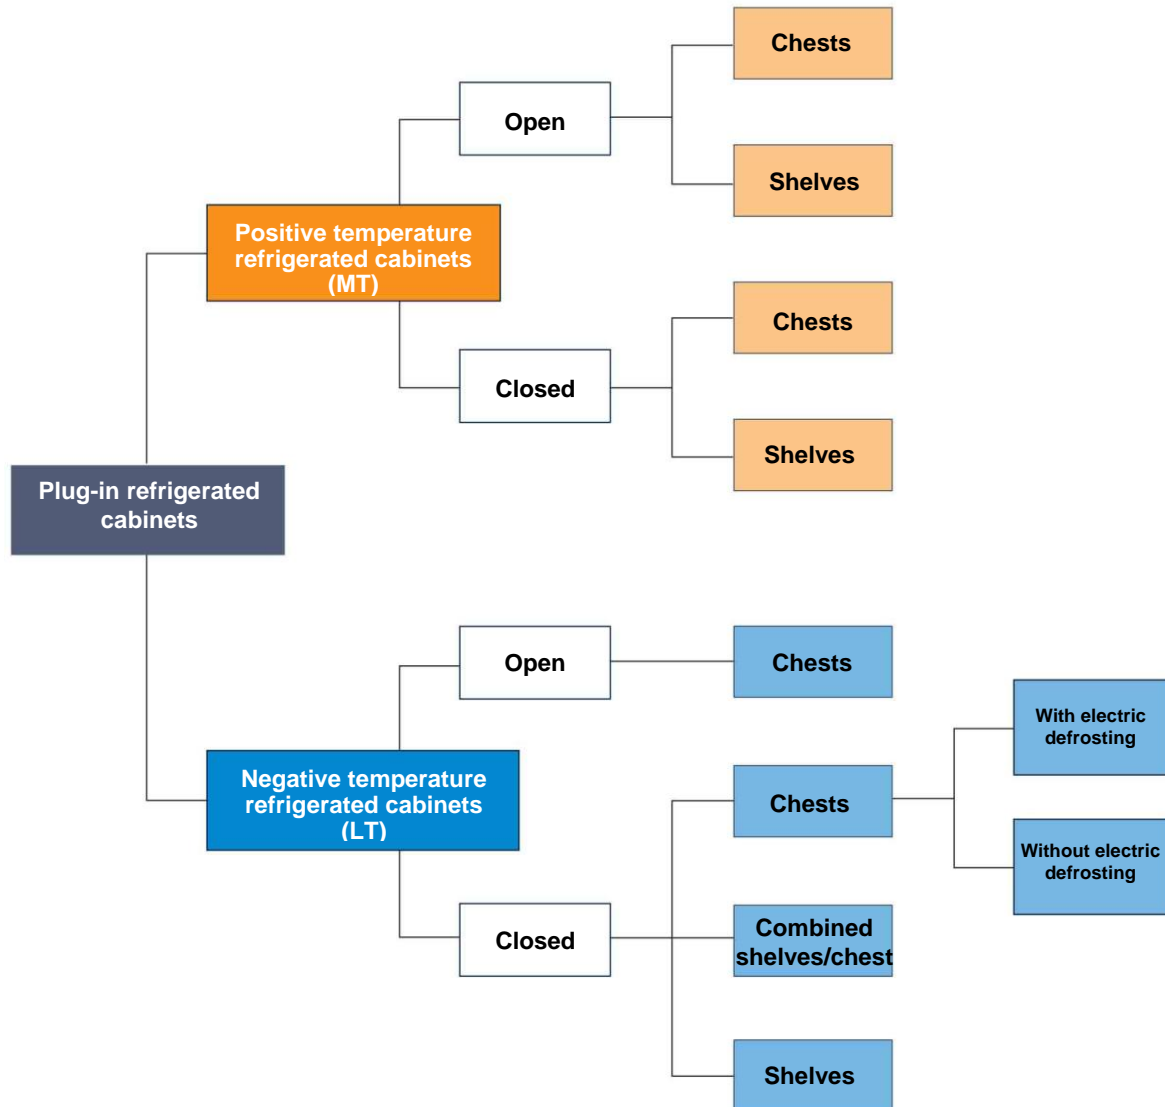 Chests
Open
Shelves
Positive temperature
refrigerated cabinets
(MT)
Chests
Closed
Shelves
Plug-in refrigerated
cabinets
Open
Chests
With electric
defrosting
Negative temperature
refrigerated cabinets
(LT)
Chests
Without electric
defrosting
Closed
Combined
shelves/chest
Shelves